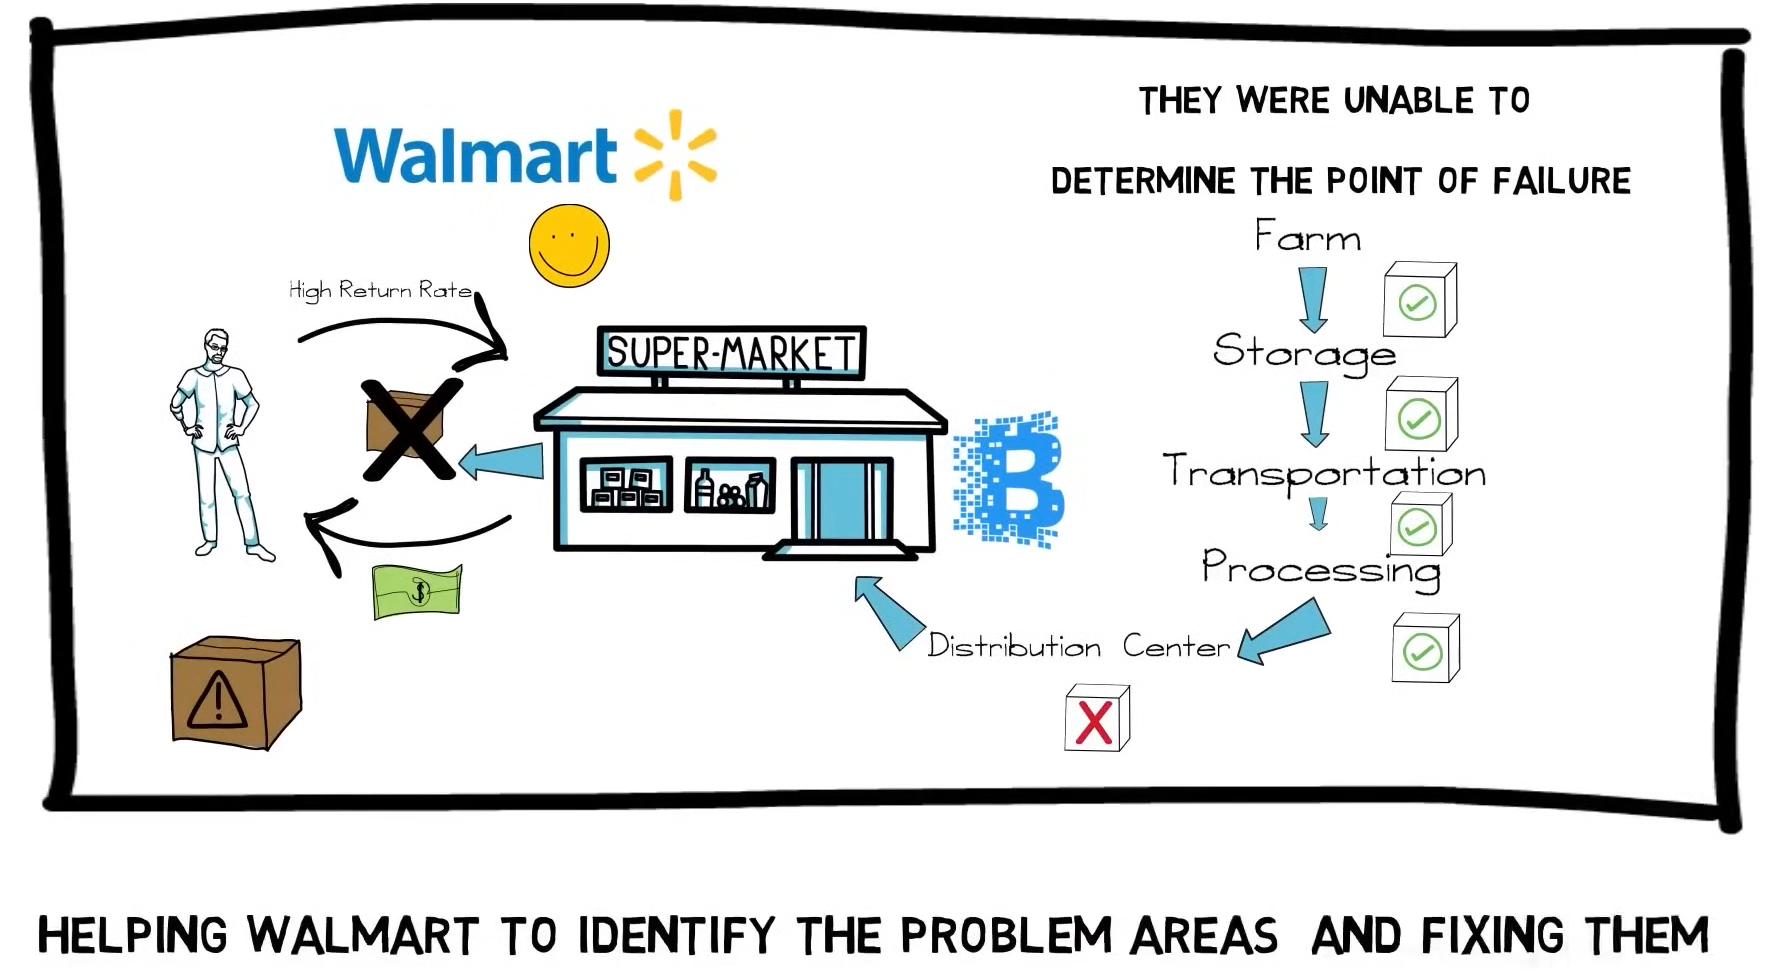 THEY WERE UNABLE TO
DETERMINE THE POINT OF FAILURE
Walmart
Farm
High Return Rate
SUPER-MARKET
Storage
Transportation
Processing
$
Distribution Center
HELPING WALMART TO IDENTIFY THE PROBLEM AREAS AND FIXING THEM